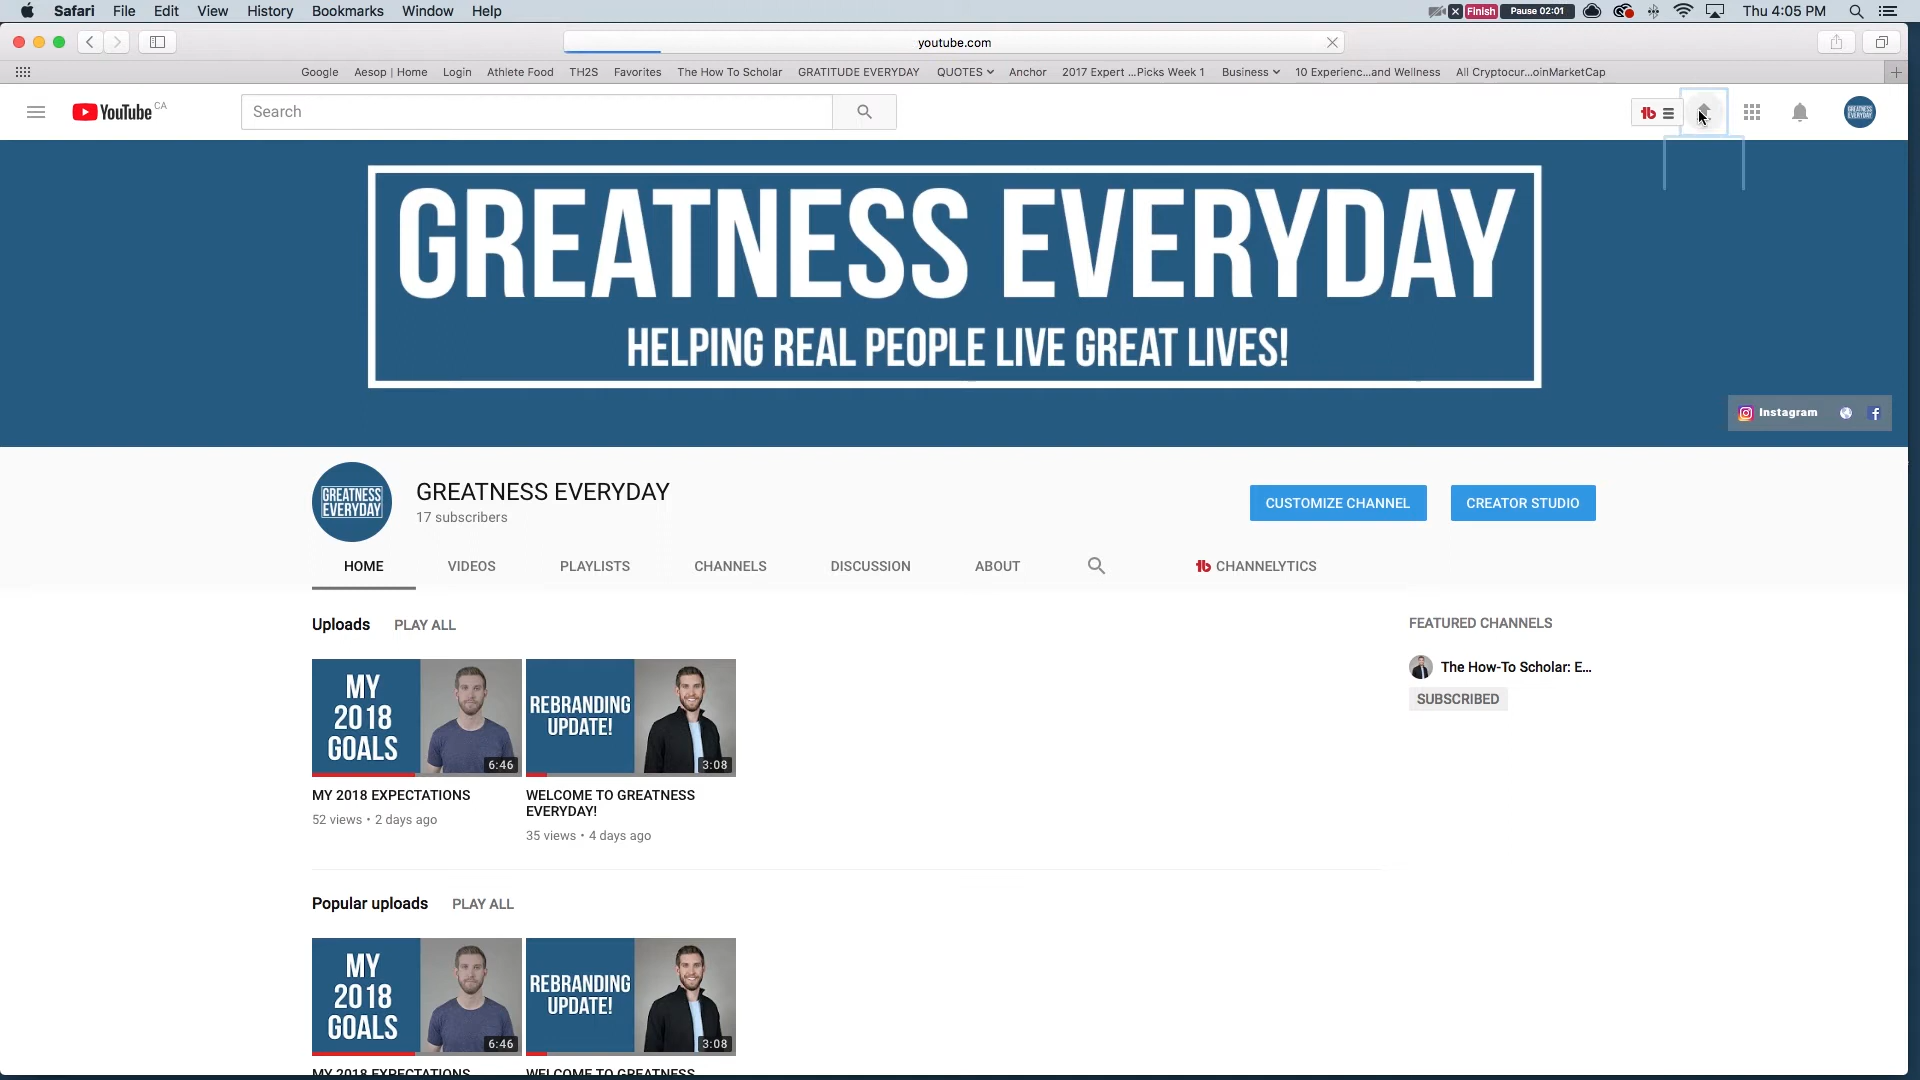 Safari File Edit View History Bookmarks Window Help
Finish Pause 02:01 Thu 4:05 PM
youtube.com
Google Aesop | Home Login Athlete Food TH2S Favorites The How To Scholar GRATITUDE EVERYDAY QUOTES Anchor 2017 Expert ...Picks Week 1 Business 10 Experienc...and Wellness All Cryptocur...oinMarketCap
YouTube CA
Search
GREATNESS EVERYDAY
HELPING REAL PEOPLE LIVE GREAT LIVES!
Instagram
GREATNESS
EVERYDAY
GREATNESS EVERYDAY
17 subscribers
CUSTOMIZE CHANNEL
CREATOR STUDIO
HOME VIDEOS PLAYLISTS CHANNELS DISCUSSION ABOUT CHANNELYTICS
Uploads PLAY ALL
MY
2018
GOALS
6:46
REBRANDING
UPDATE!
3:08
MY 2018 EXPECTATIONS
52 views • 2 days ago
WELCOME TO GREATNESS
EVERYDAY!
35 views • 4 days ago
FEATURED CHANNELS
The How-To Scholar: E...
SUBSCRIBED
Popular uploads PLAY ALL
MY
2018
GOALS
6:46
REBRANDING
UPDATE!
3:08
MY 2018 EXPECTATIONS
WELCOME TO GREATNESS